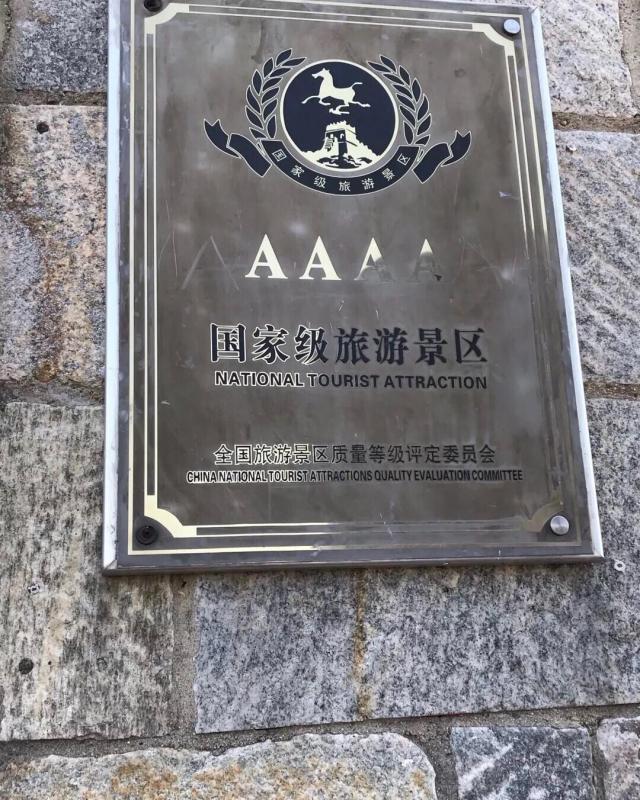 国家级旅游景区
AAAA
国家级旅游景区
NATIONAL TOURIST ATTRACTION
全国旅游景区质量等级评定委员会
CHINA NATIONAL TOURIST ATTRACTIONS QUALITY EVALUATION COMMITTEE